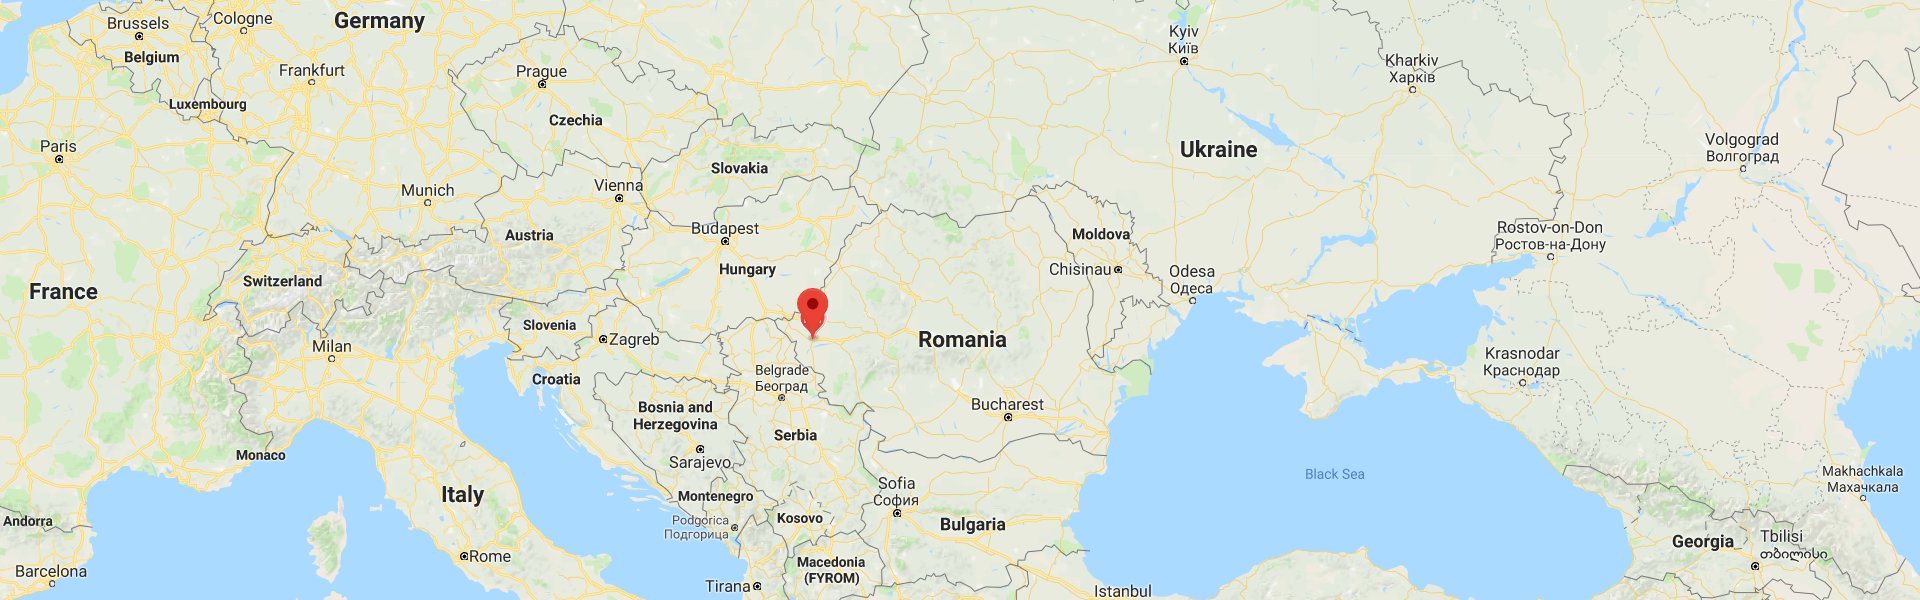 Brussels
Cologne
Germany
Kyiv
Київ
Belgium
Frankfurt
Prague
Kharkiv
Харків
Luxembourg
Czechia
Paris
Slovakia
Ukraine
Volgograd
Волгоград
Munich
Vienna
Budapest
Austria
Moldova
Rostov-on-Don
Ростов-на-Дону
Switzerland
Hungary
Chisinau
Odesa
Одеса
France
Slovenia
Zagreb
Romania
Milan
Krasnodar
Краснодар
Croatia
Belgrade
Београд
Bosnia and
Herzegovina
Bucharest
Serbia
Monaco
Sarajevo
Black Sea
Makhachkala
Махачкала
Italy
Montenegro
Sofia
София
Andorra
Podgorica
Подгорица
Kosovo
Bulgaria
Georgia
Tbilisi
თბილისი
Rome
Macedonia
(FYROM)
Barcelona
Tirana
Istanbul